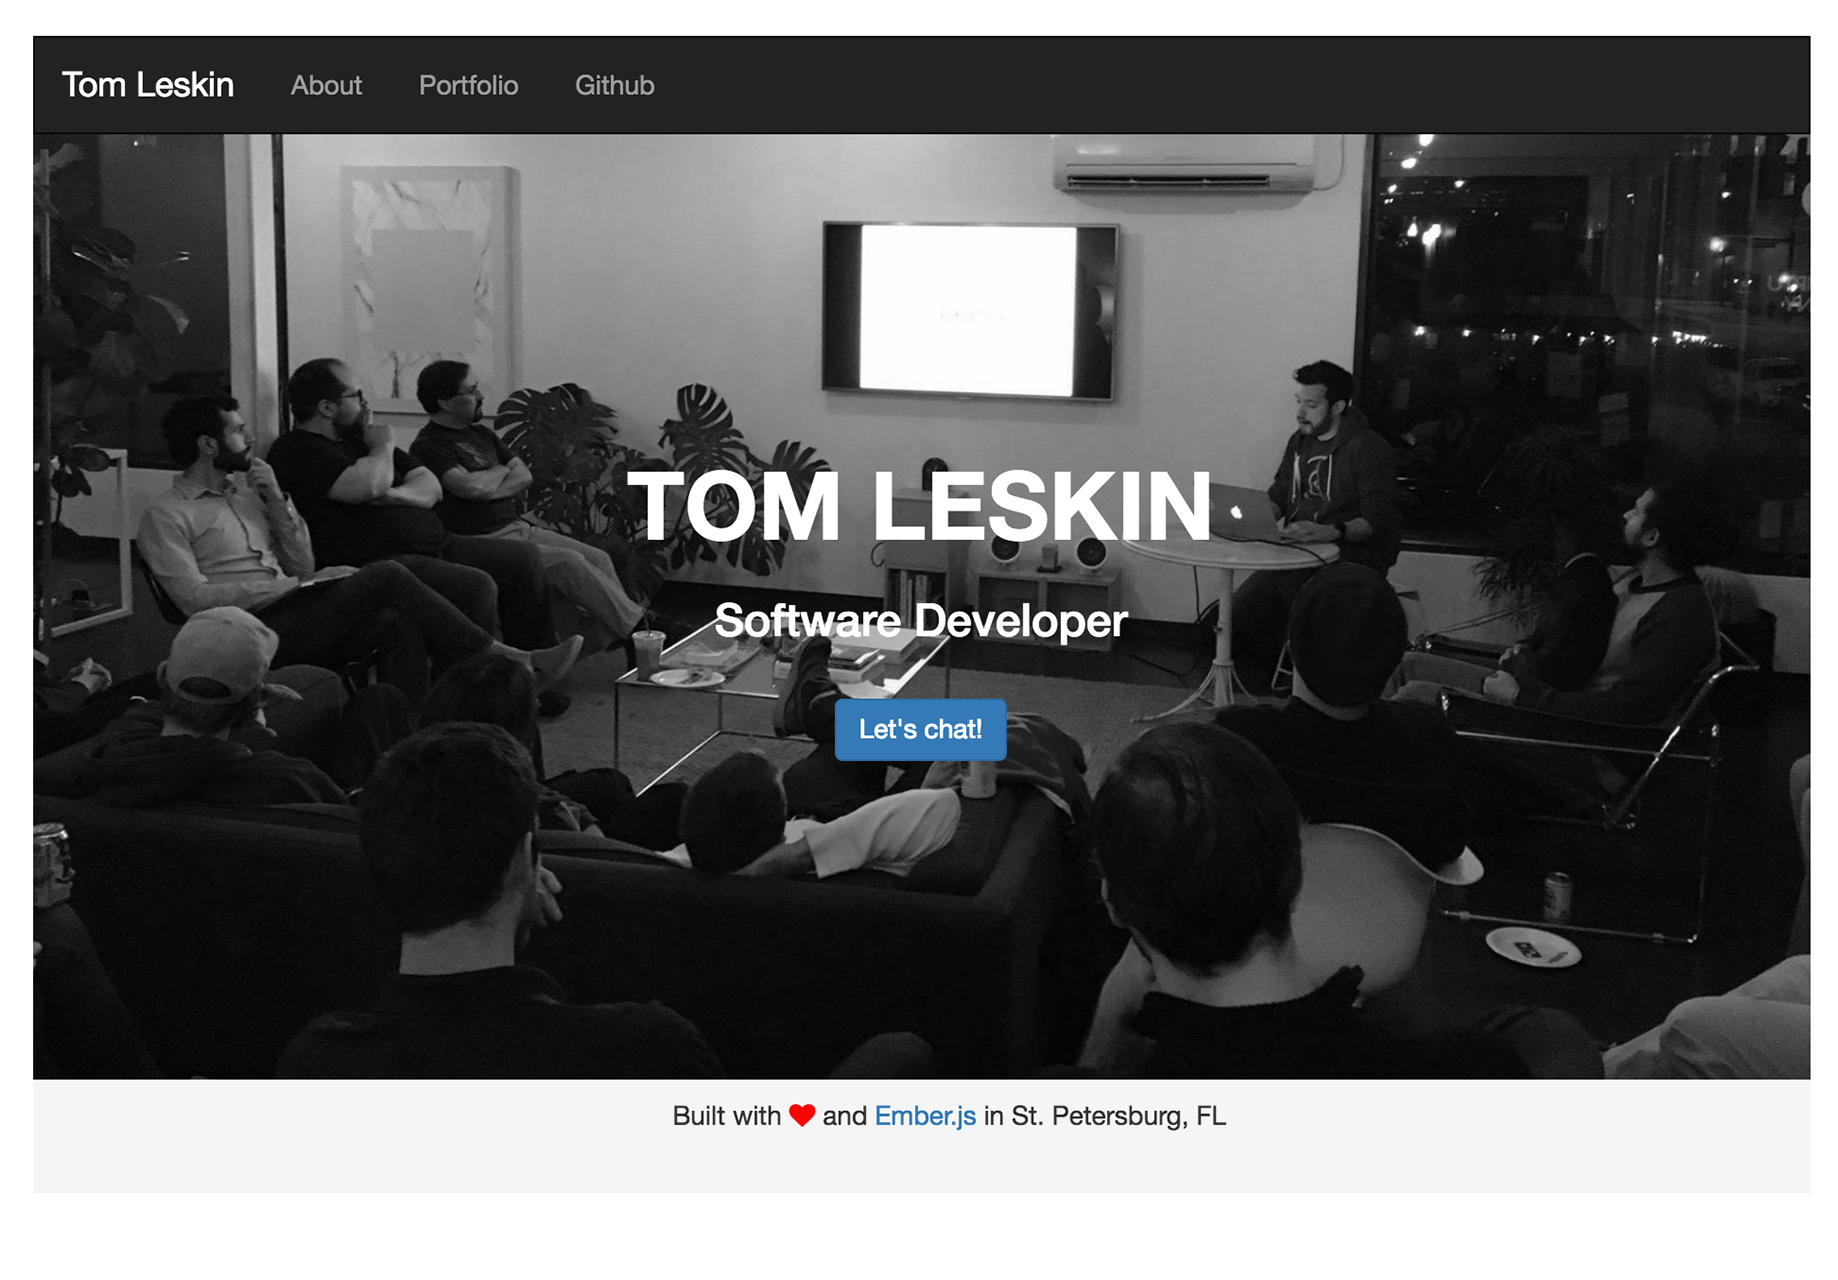 Tom Leskin About Portfolio Github
TOM LESKIN
Software Developer
Let's chat!
Built with ❤ and Ember.js in St. Petersburg, FL